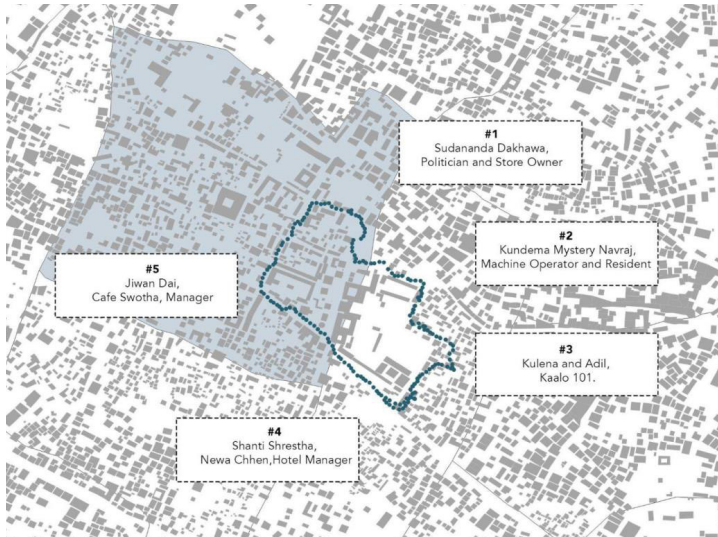 #1
Sudananda Dakhawa,
Politician and Store Owner
#2
Kundema Mystery Navraj,
Machine Operator and Resident
#3
Kulena and Adil,
Kaalo 101.
#4
Shanti Shrestha,
Newa Chhen,Hotel Manager
#5
Jiwan Dai,
Cafe Swotha, Manager